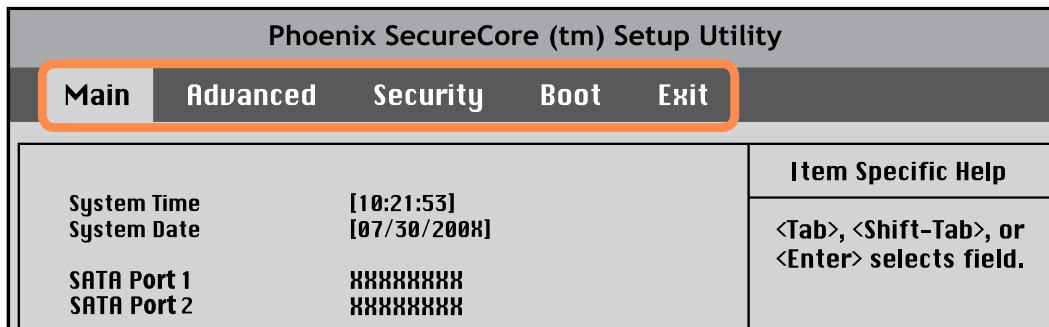 Phoenix SecureCore (tm) Setup Utility
Main Advanced Security Boot Exit
System Time [10:21:53]
System Date [07/30/200X]
SATA Port 1 XXXXXXXX
SATA Port 2 XXXXXXXX
Item Specific Help
<Tab>, <Shift-Tab>, or
<Enter> selects field.